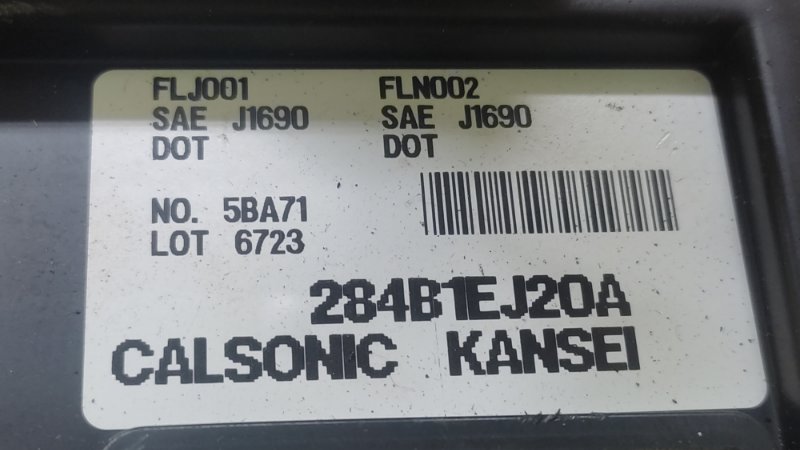 FLJ001 FLN002
SAE J1690 SAE J1690
DOT DOT
NO. 5BA71
LOT 6723
284B1EJ20A
CALSONIC KANSEI